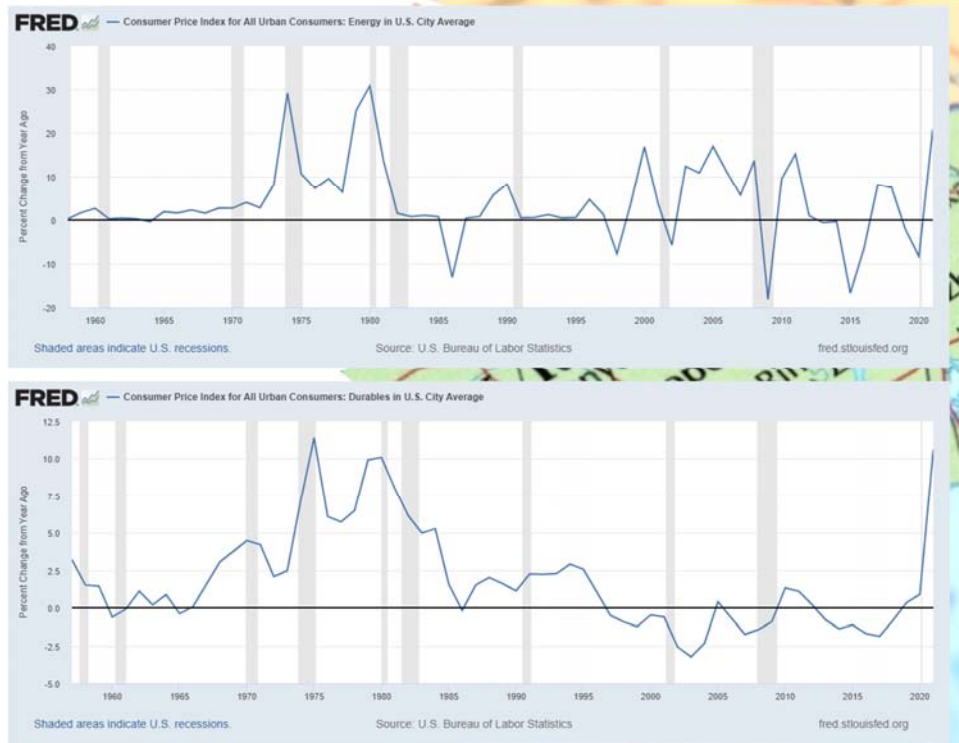 FRED — Consumer Price Index for All Urban Consumers: Energy in U.S. City Average
40
30
20
10
0
-10
-20
Percent Change from Year Ago
1960 1965 1970 1975 1980 1985 1990 1995 2000 2005 2010 2015 2020
Shaded areas indicate U.S. recessions. Source: U.S. Bureau of Labor Statistics fred.stlouisfed.org
FRED — Consumer Price Index for All Urban Consumers: Durables in U.S. City Average
12.5
10.0
7.5
5.0
2.5
0.0
-2.5
-5.0
Percent Change from Year Ago
1960 1965 1970 1975 1980 1985 1990 1995 2000 2005 2010 2015 2020
Shaded areas indicate U.S. recessions. Source: U.S. Bureau of Labor Statistics fred.stlouisfed.org